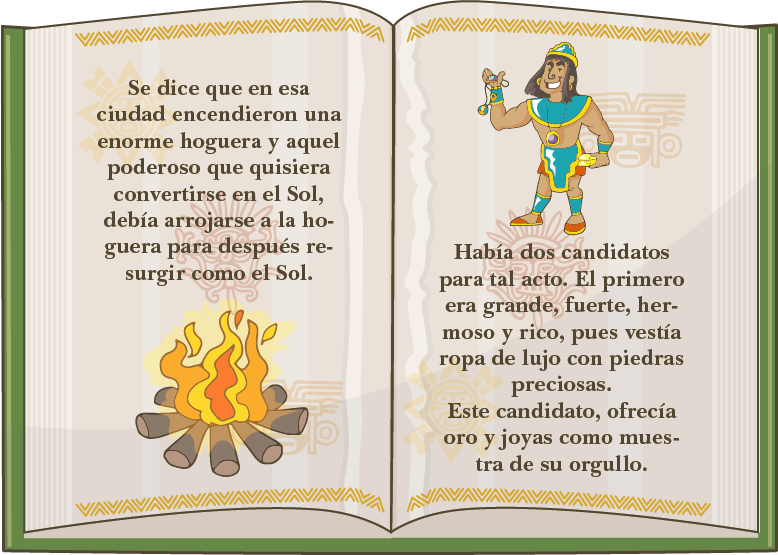 Se dice que en esa
ciudad encendieron una
enorme hoguera y aquel
poderoso que quisiera
convertirse en el Sol,
debía arrojarse a la ho-
guera para después re-
surgir como el Sol.
Había dos candidatos
para tal acto. El primero
era grande, fuerte, her-
moso y rico, pues vestía
ropa de lujo con piedras
preciosas.
Este candidato, ofrecía
oro y joyas como mues-
tra de su orgullo.